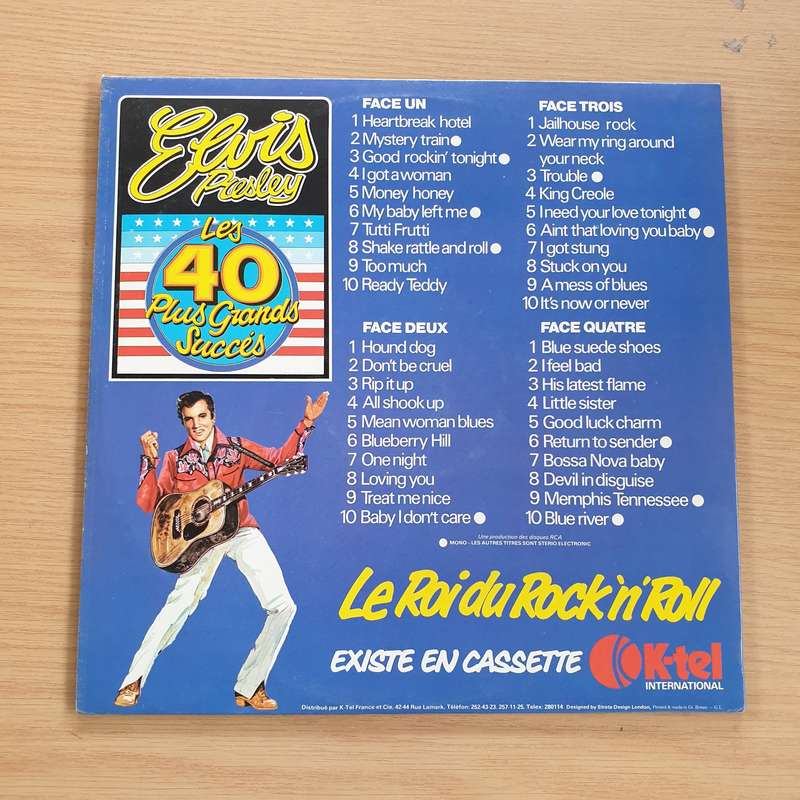 Elvis
Presley
Les
40
Plus Grands
Succés
FACE UN
1 Heartbreak hotel
2 Mystery train
3 Good rockin' tonight
4 I got a woman
5 Money honey
6 My baby left me
7 Tutti Frutti
8 Shake rattle and roll
9 Too much
10 Ready Teddy
FACE DEUX
1 Hound dog
2 Don't be cruel
3 Rip it up
4 All shook up
5 Mean woman blues
6 Blueberry Hill
7 One night
8 Loving you
9 Treat me nice
10 Baby I don't care
FACE TROIS
1 Jailhouse rock
2 Wear my ring around
your neck
3 Trouble
4 King Creole
5 I need your love tonight
6 Aint that loving you baby
7 I got stung
8 Stuck on you
9 A mess of blues
10 It's now or never
FACE QUATRE
1 Blue suede shoes
2 I feel bad
3 His latest flame
4 Little sister
5 Good luck charm
6 Return to sender
7 Bossa Nova baby
8 Devil in disguise
9 Memphis Tennessee
10 Blue river
Une production des disques RCA
MONO - LES AUTRES TITRES SONT STERIO ELECTRONIC
Le Roi du Rock 'n' Roll
EXISTE EN CASSETTE
K-tel
INTERNATIONAL
Distribué par K-Tel France et Cie, 42-44 Rue Lamark. Téléfon: 252-43-23. 257-11-25. Telex: 280114 Designed by Strata Design London, Printed & made in Gt. Britain — G.L.